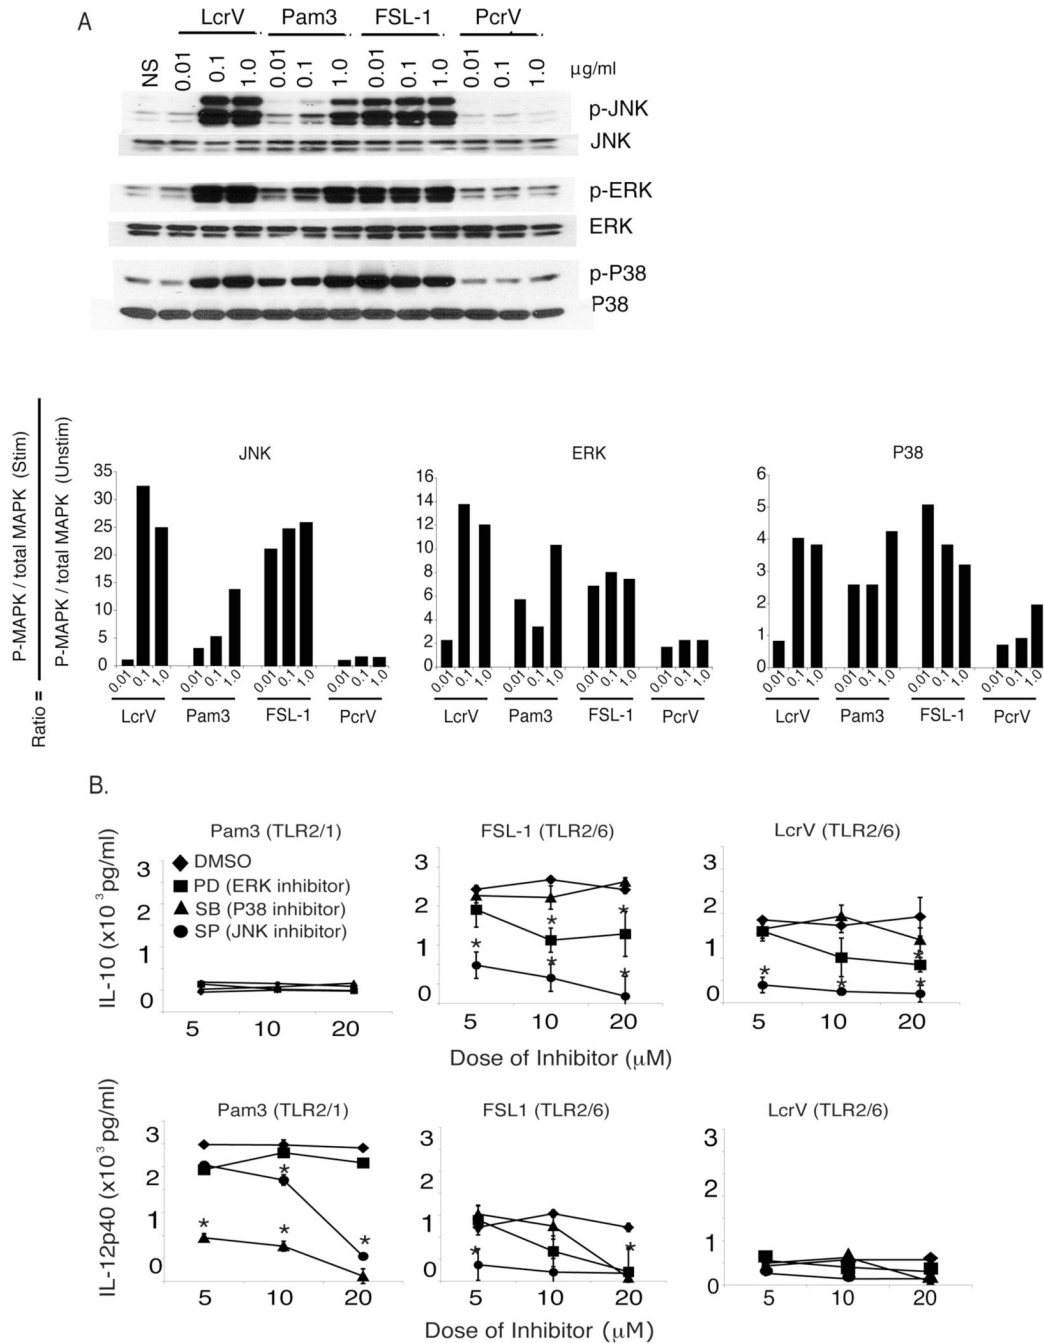 A
LcrV Pam3 FSL-1 PcrV
NS 0.01 0.1 1.0 0.01 0.1 1.0 0.01 0.1 1.0 0.01 0.1 1.0 µg/ml
p-JNK
JNK
p-ERK
ERK
p-P38
P38
Ratio = P-MAPK / total MAPK (Stim)
P-MAPK / total MAPK (Unstim)
JNK
35
30
25
20
15
10
5
0
0.01 0.1 1.0 0.01 0.1 1.0 0.01 0.1 1.0 0.01 0.1 1.0
LcrV Pam3 FSL-1 PcrV
ERK
16
14
12
10
8
6
4
2
0
0.01 0.1 1.0 0.01 0.1 1.0 0.01 0.1 1.0 0.01 0.1 1.0
LcrV Pam3 FSL-1 PcrV
P38
6
5
4
3
2
1
0
0.01 0.1 1.0 0.01 0.1 1.0 0.01 0.1 1.0 0.01 0.1 1.0
LcrV Pam3 FSL-1 PcrV
B.
IL-10 (x10³pg/ml)
Pam3 (TLR2/1)
3
2
1
0
DMSO
PD (ERK inhibitor)
SB (P38 inhibitor)
SP (JNK inhibitor)
5 10 20
FSL-1 (TLR2/6)
3
2
1
0
* * * * *
5 10 20
LcrV (TLR2/6)
3
2
1
0
* * * *
5 10 20
Dose of Inhibitor (µM)
IL-12p40 (x10³pg/ml)
Pam3 (TLR2/1)
3
2
1
0
* * * *
5 10 20
FSL1 (TLR2/6)
3
2
1
0
* *
5 10 20
LcrV (TLR2/6)
3
2
1
0
5 10 20
Dose of Inhibitor (µM)